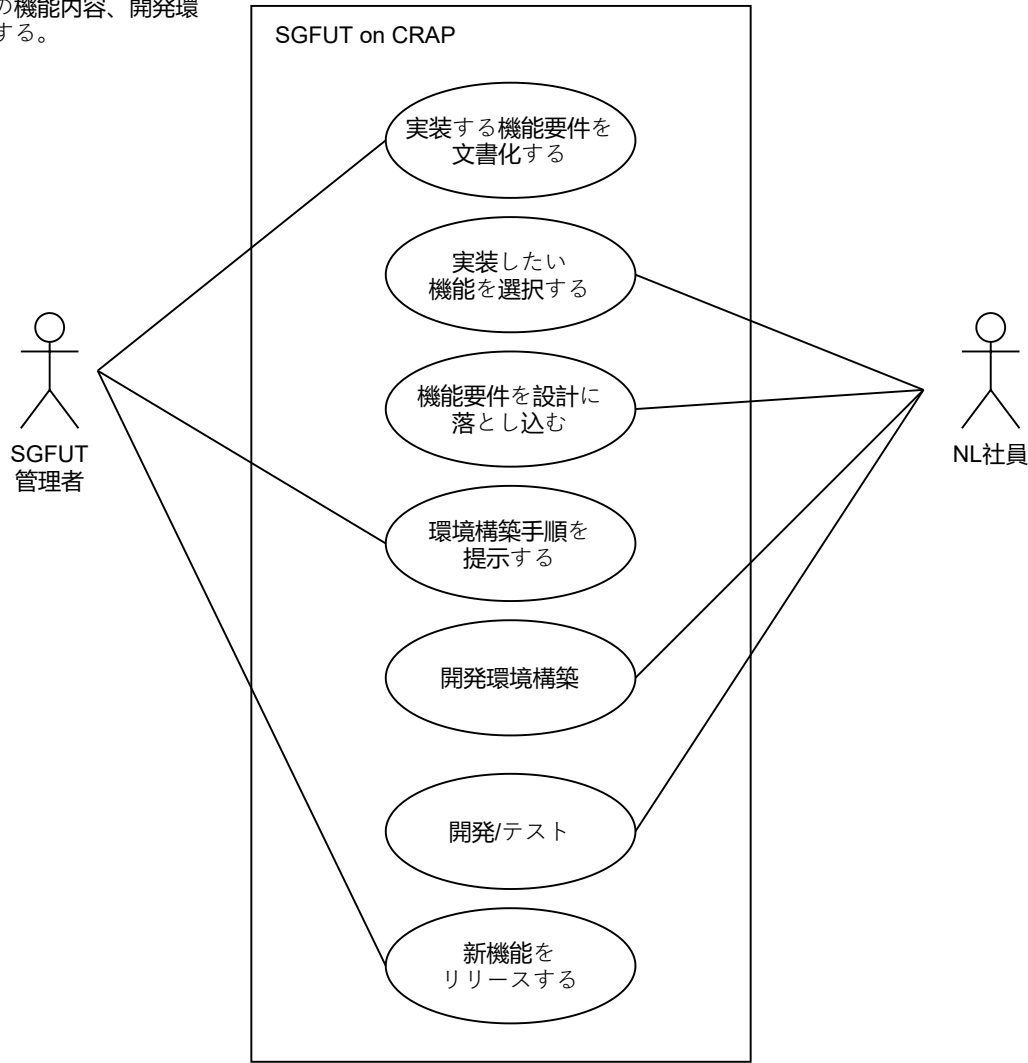 の機能内容、開発環
する。
SGFUT on CRAP
実装する機能要件を
文書化する
実装したい
機能を選択する
機能要件を設計に
落とし込む
SGFUT
管理者
NL社員
環境構築手順を
提示する
開発環境構築
開発/テスト
新機能を
リリースする